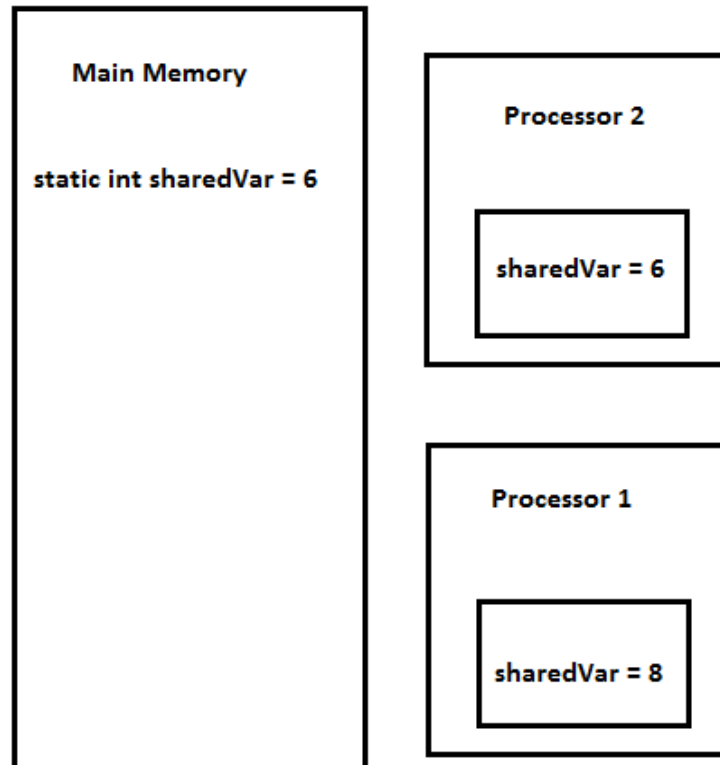 Main Memory
static int sharedVar = 6
Processor 2
sharedVar = 6
Processor 1
sharedVar = 8